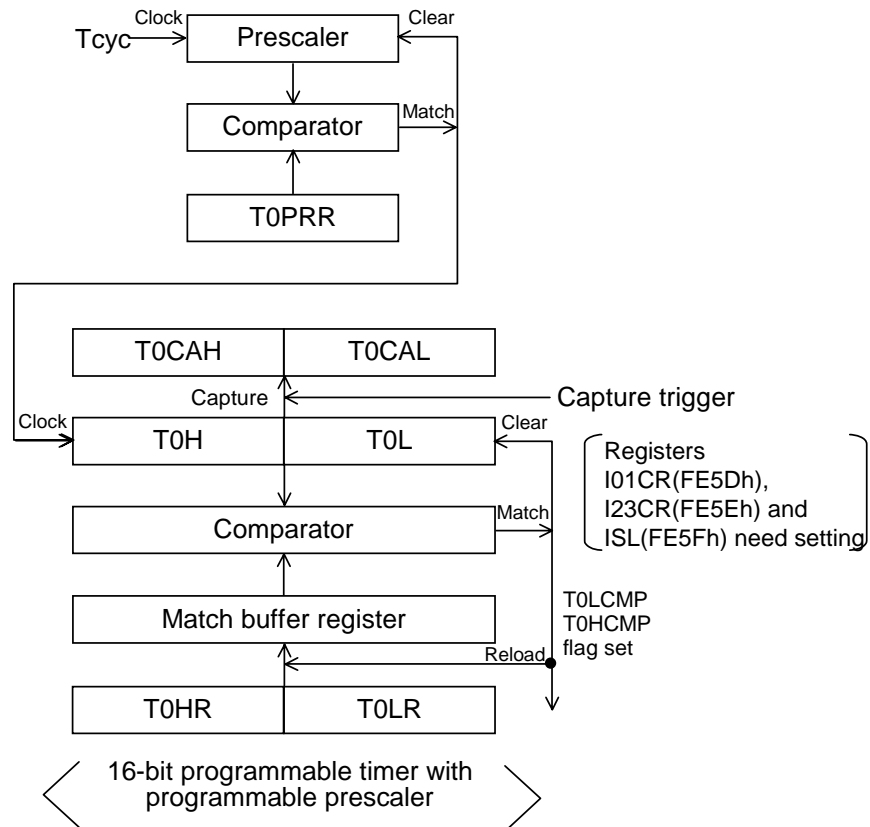 Clock
Clear
Tcyc
Prescaler
Comparator
Match
T0PRR
T0CAH
T0CAL
Capture
Capture trigger
Clock
Clear
T0H
T0L
Registers
I01CR(FE5Dh),
I23CR(FE5Eh) and
ISL(FE5Fh) need setting
Comparator
Match
Match buffer register
T0LCMP
T0HCMP
flag set
Reload
T0HR
T0LR
16-bit programmable timer with
programmable prescaler